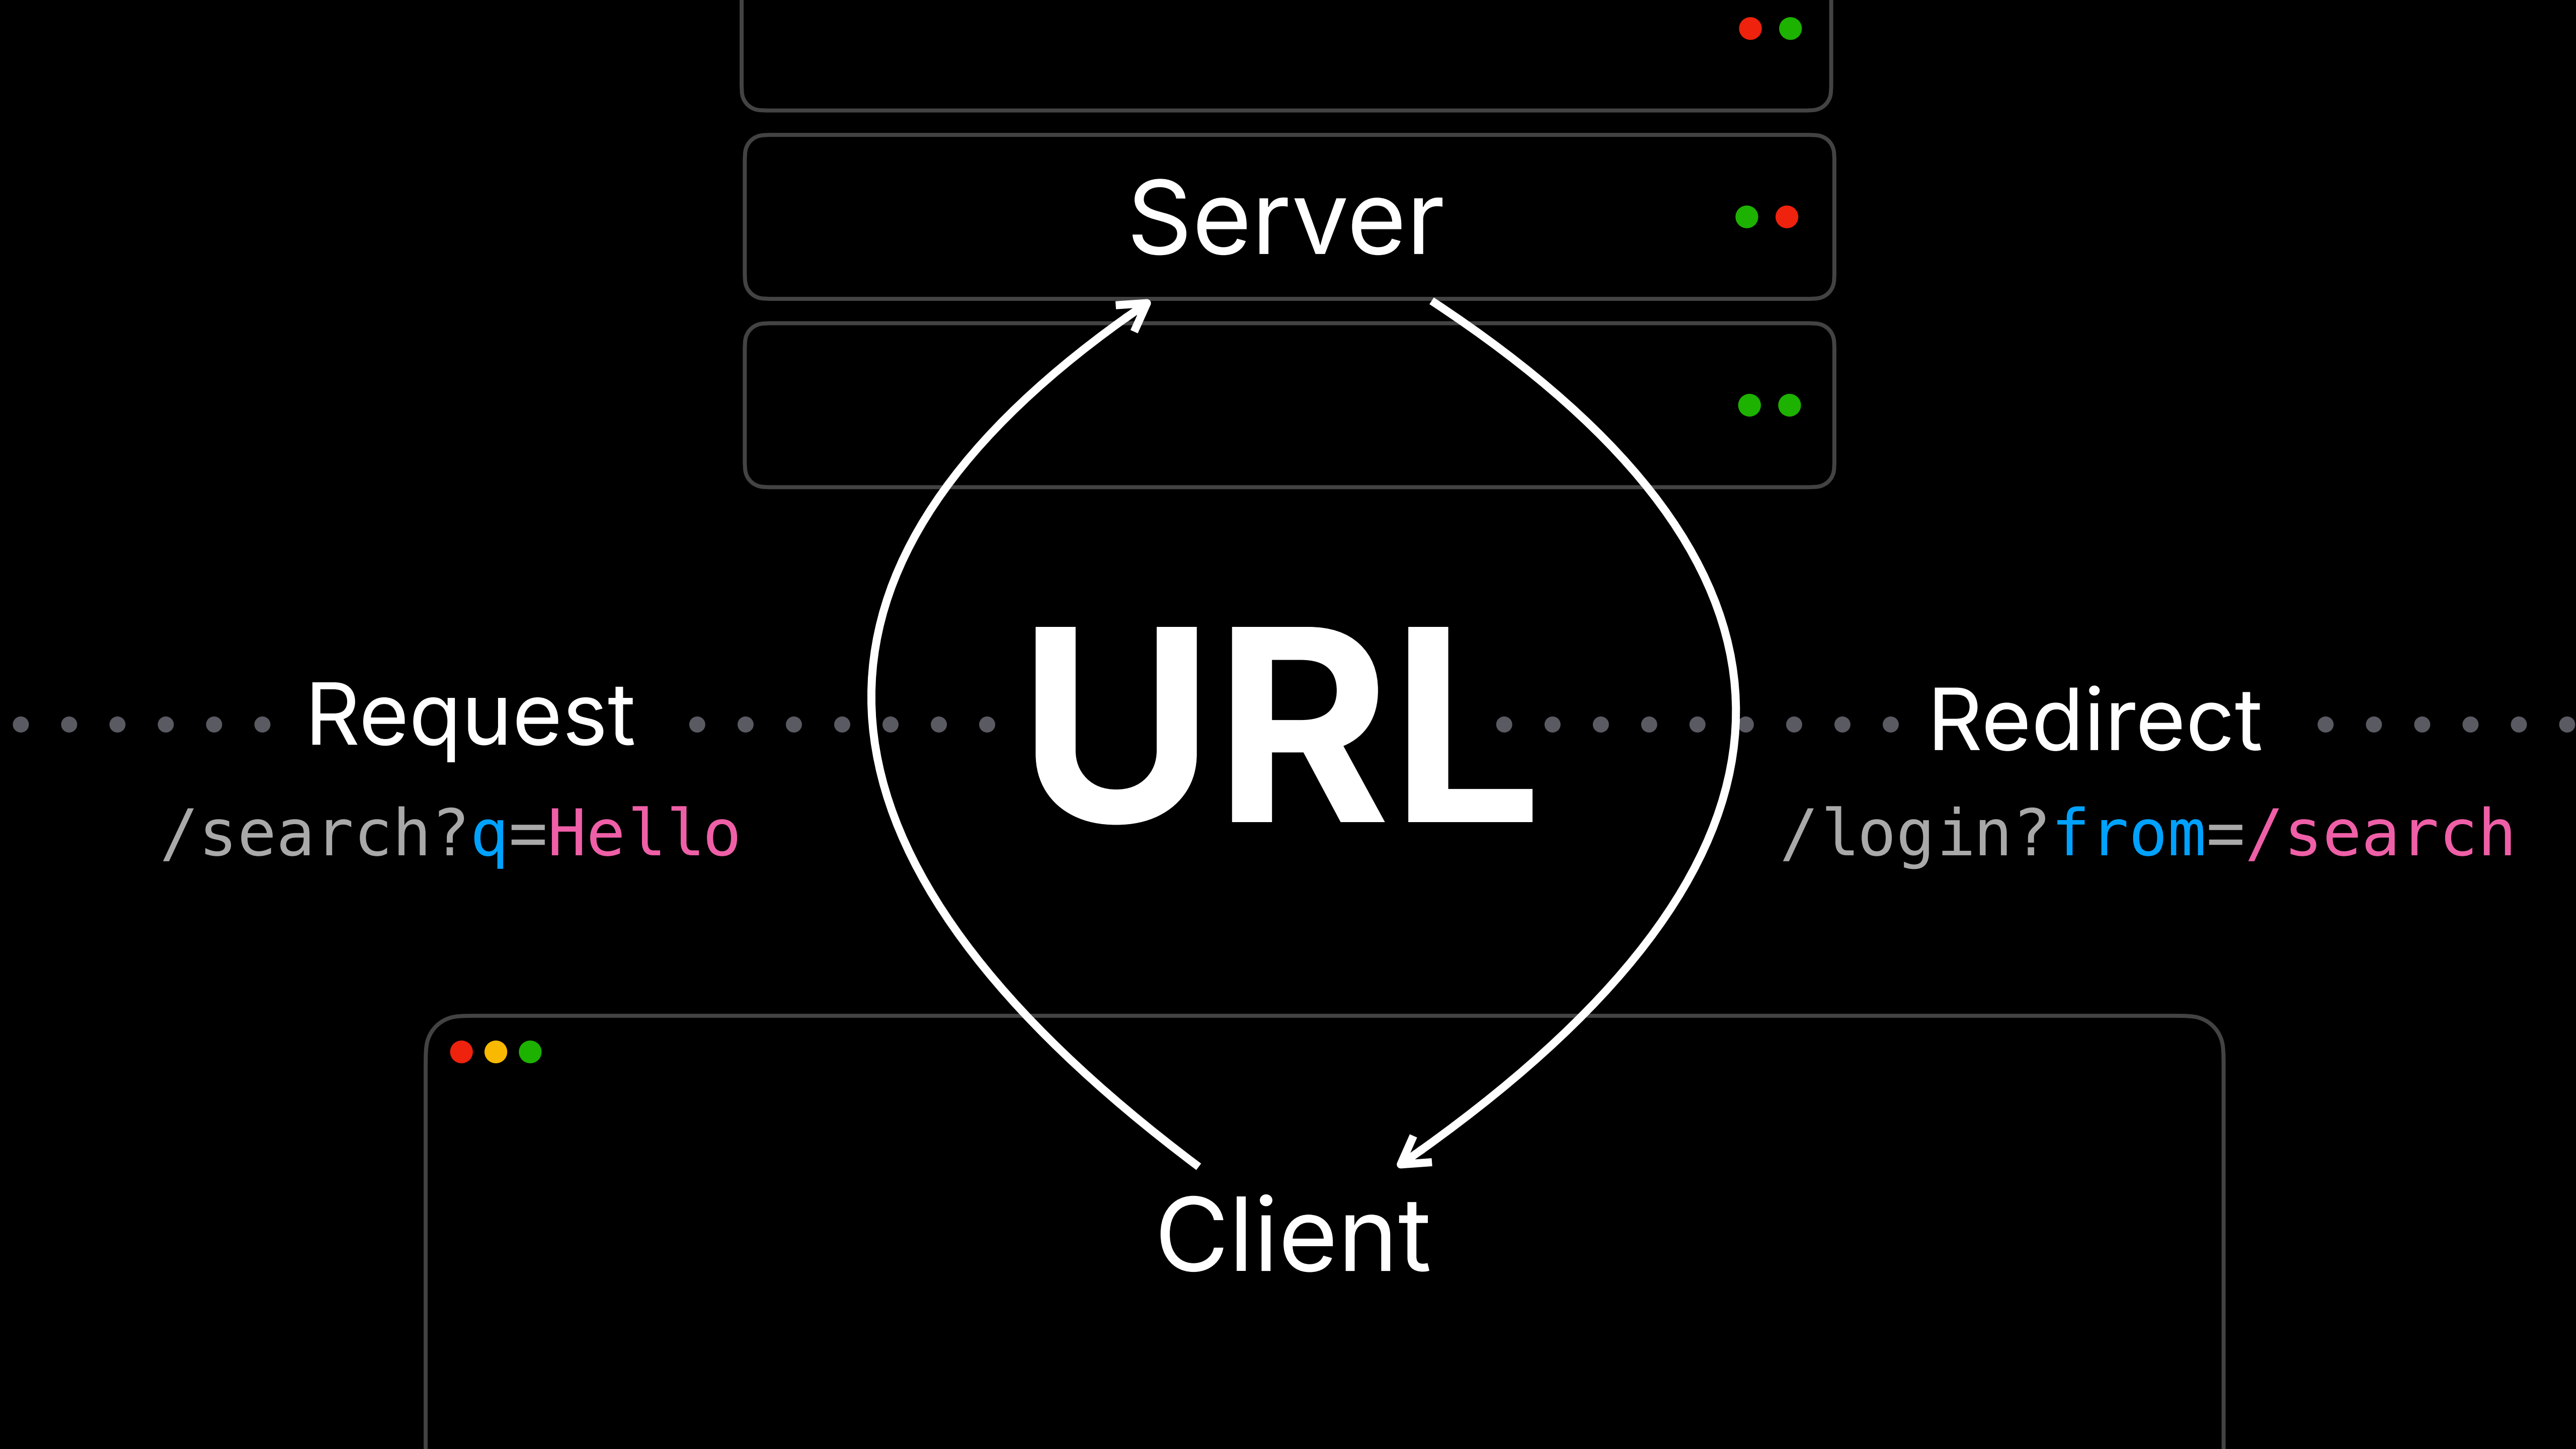 Server
URL
Request
Redirect
/search?q=Hello
/login?from=/search
Client